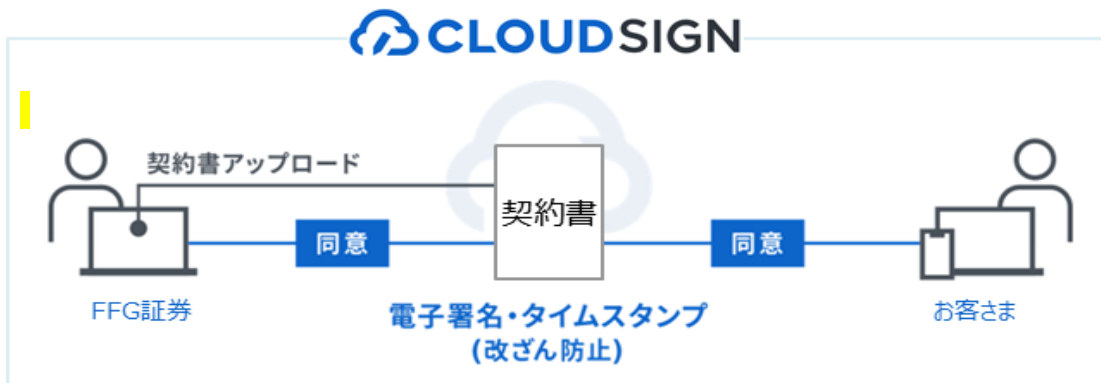 CLOUDSIGN
契約書アップロード
契約書
同意
同意
FFG証券
電子署名・タイムスタンプ
(改ざん防止)
お客さま